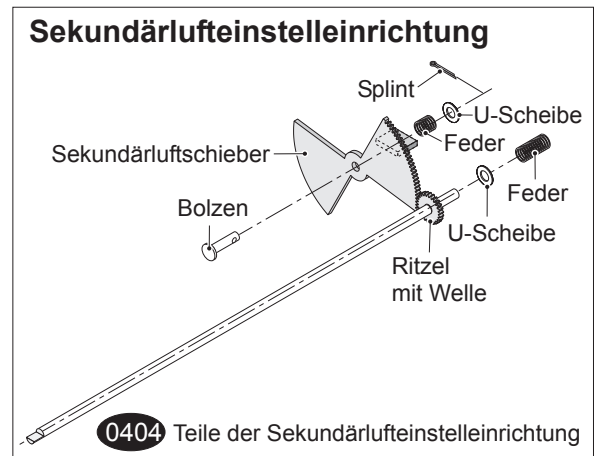 Sekundärlufteinstelleinrichtung
Splint
U-Scheibe
Feder
Sekundärluftschieber
Feder
Bolzen
U-Scheibe
Ritzel
mit Welle
0404 Teile der Sekundärlufteinstelleinrichtung